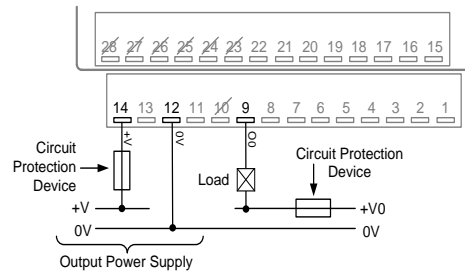 28 27 26 25 24 23 22 21 20 19 18 17 16 15
14 13 12 11 10 9 8 7 6 5 4 3 2 1
+V 0V O0
Circuit
Protection
Device
Load
Circuit Protection
Device
+V +V0
0V 0V
Output Power Supply